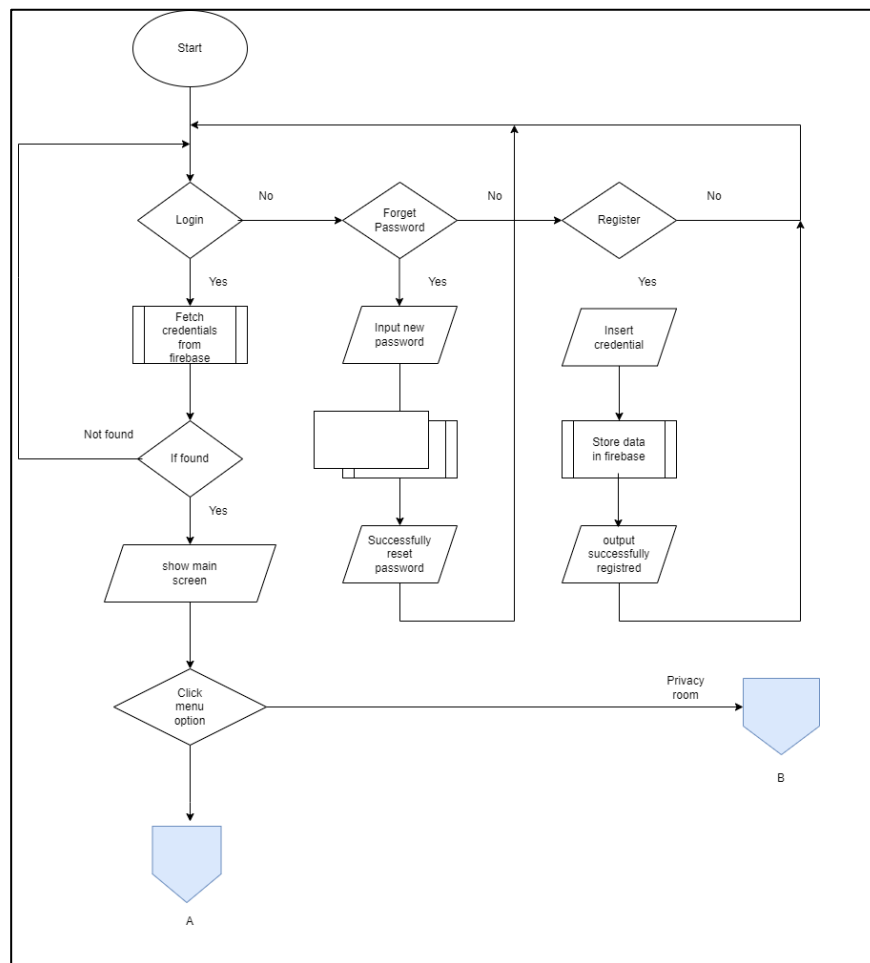 Start
Login
No
Forget
Password
No
Register
No
Yes
Yes
Yes
Fetch
credentials
from
firebase
Input new
password
Insert
credential
Not found
If found
Store data
in firebase
Yes
show main
screen
Successfully
reset
password
output
successfully
registred
Click
menu
option
Privacy
room
B
A